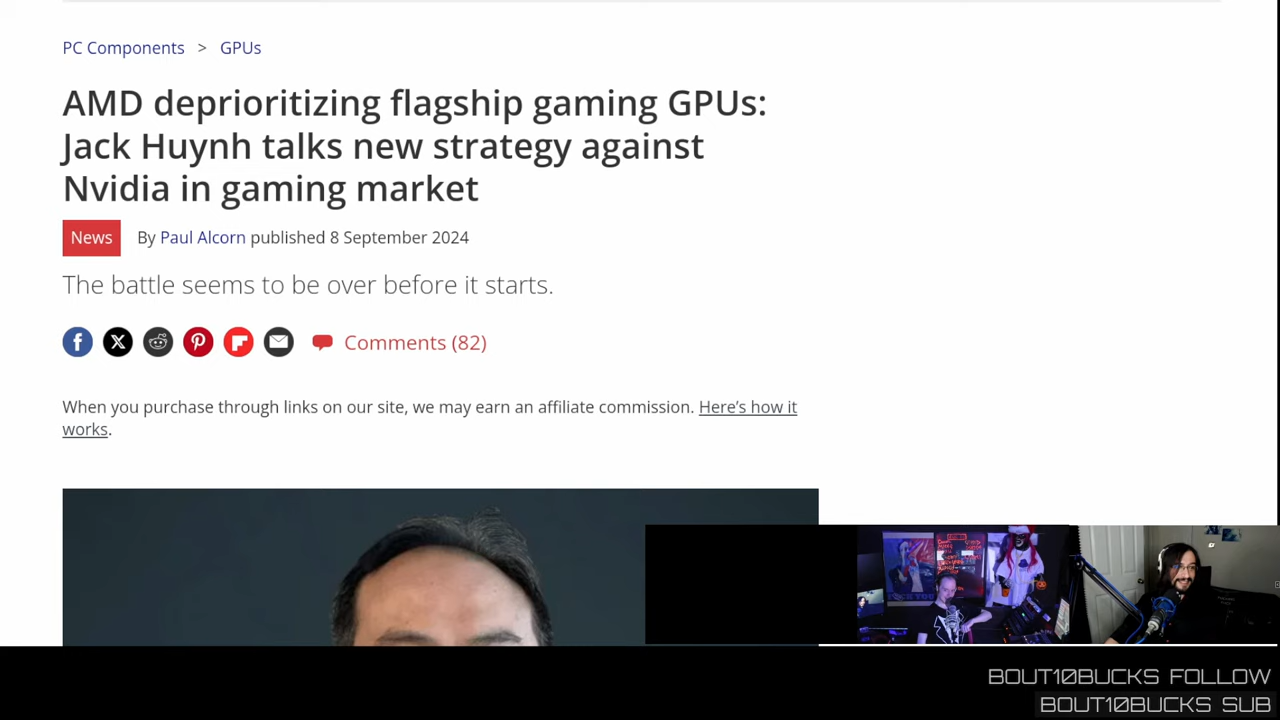 PC Components > GPUs
AMD deprioritizing flagship gaming GPUs:
Jack Huynh talks new strategy against
Nvidia in gaming market
News By Paul Alcorn published 8 September 2024
The battle seems to be over before it starts.
Comments (82)
When you purchase through links on our site, we may earn an affiliate commission. Here's how it
works.
BOUT10BUCKS FOLLOW
BOUT10BUCKS SUB